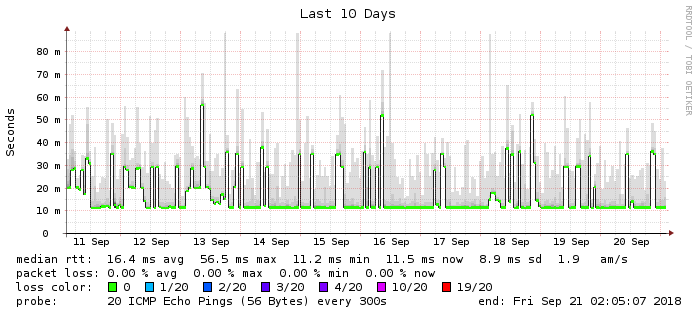 Last 10 Days
RRDTOOL / TOBI OETIKER
Seconds
80 m
70 m
60 m
50 m
40 m
30 m
20 m
10 m
0
11 Sep 12 Sep 13 Sep 14 Sep 15 Sep 16 Sep 17 Sep 18 Sep 19 Sep 20 Sep
median rtt: 16.4 ms avg 56.5 ms max 11.2 ms min 11.5 ms now 8.9 ms sd 1.9 am/s
packet loss: 0.00 % avg 0.00 % max 0.00 % min 0.00 % now
loss color: 0 1/20 2/20 3/20 4/20 10/20 19/20
probe: 20 ICMP Echo Pings (56 Bytes) every 300s end: Fri Sep 21 02:05:07 2018